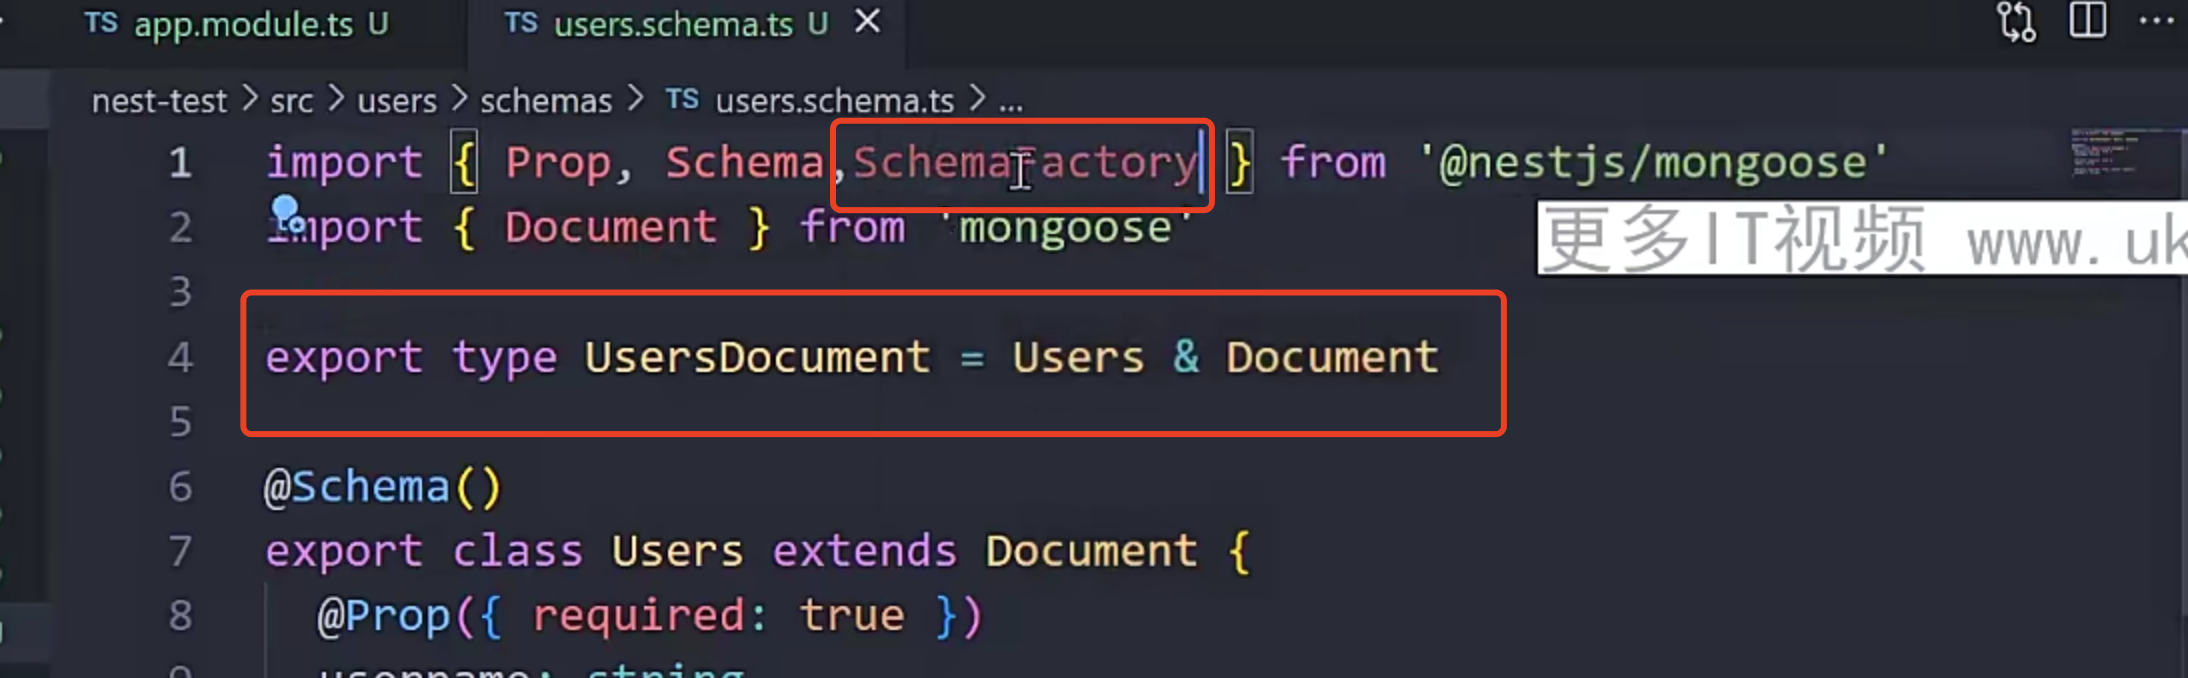 TS app.module.ts U TS users.schema.ts U
nest-test > src > users > schemas > TS users.schema.ts > ...
1 import { Prop, Schema,SchemaFactory } from '@nestjs/mongoose'
2 import { Document } from 'mongoose'
更多IT视频 www. uk
3
4 export type UsersDocument = Users & Document
5
6 @Schema()
7 export class Users extends Document {
8 @Prop({ required: true })
9 username: string